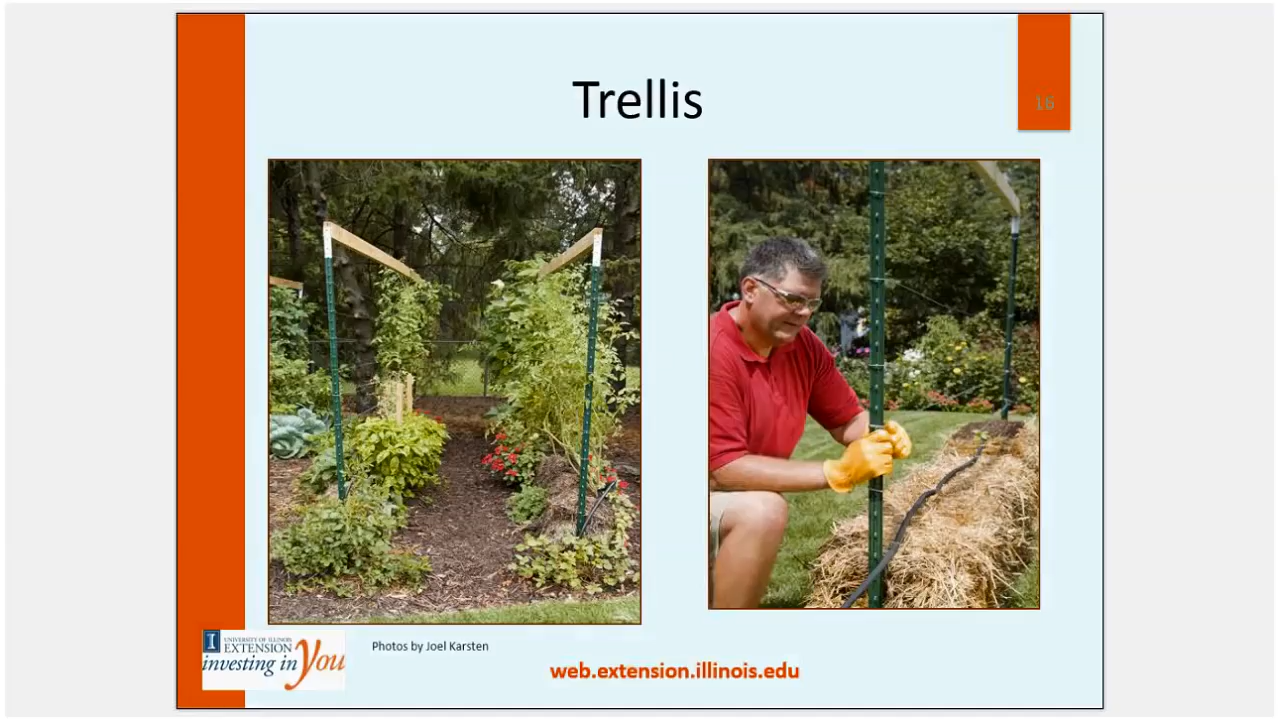 Trellis
16
UNIVERSITY OF ILLINOIS
EXTENSION
investing in you
Photos by Joel Karsten
web.extension.illinois.edu